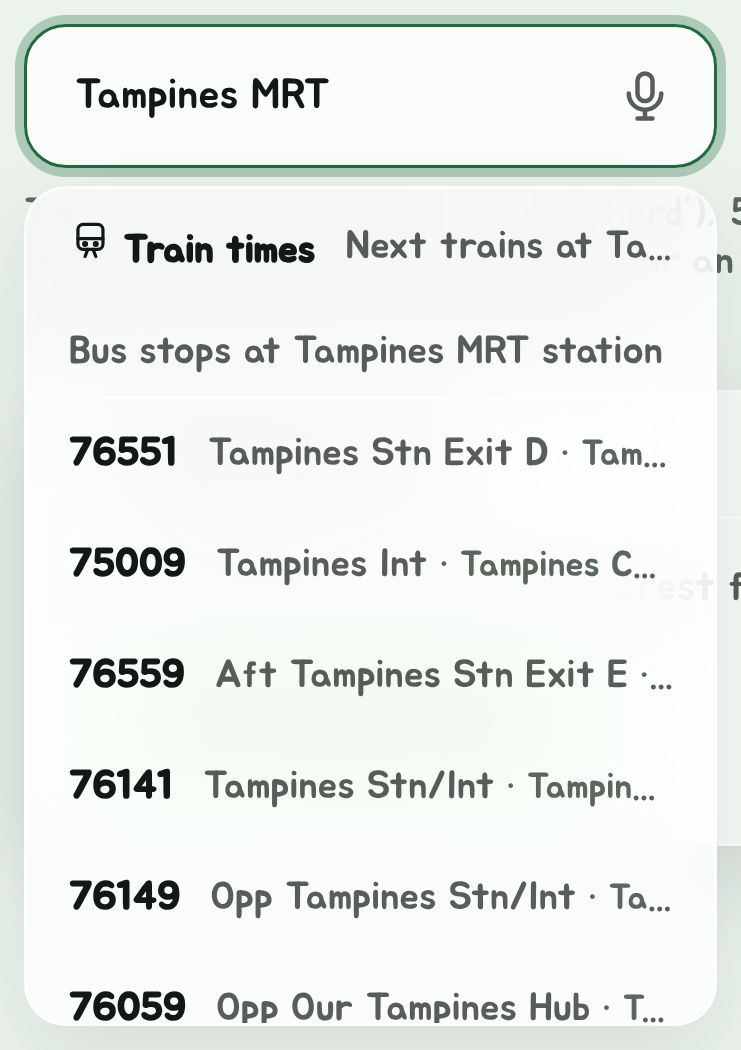 Tampines MRT
Train times Next trains at Ta...
Bus stops at Tampines MRT station
76551 Tampines Stn Exit D · Tam...
75009 Tampines Int · Tampines C...
76559 Aft Tampines Stn Exit E ·...
76141 Tampines Stn/Int · Tampin...
76149 Opp Tampines Stn/Int · Ta...
76059 Opp Our Tampines Hub · T...